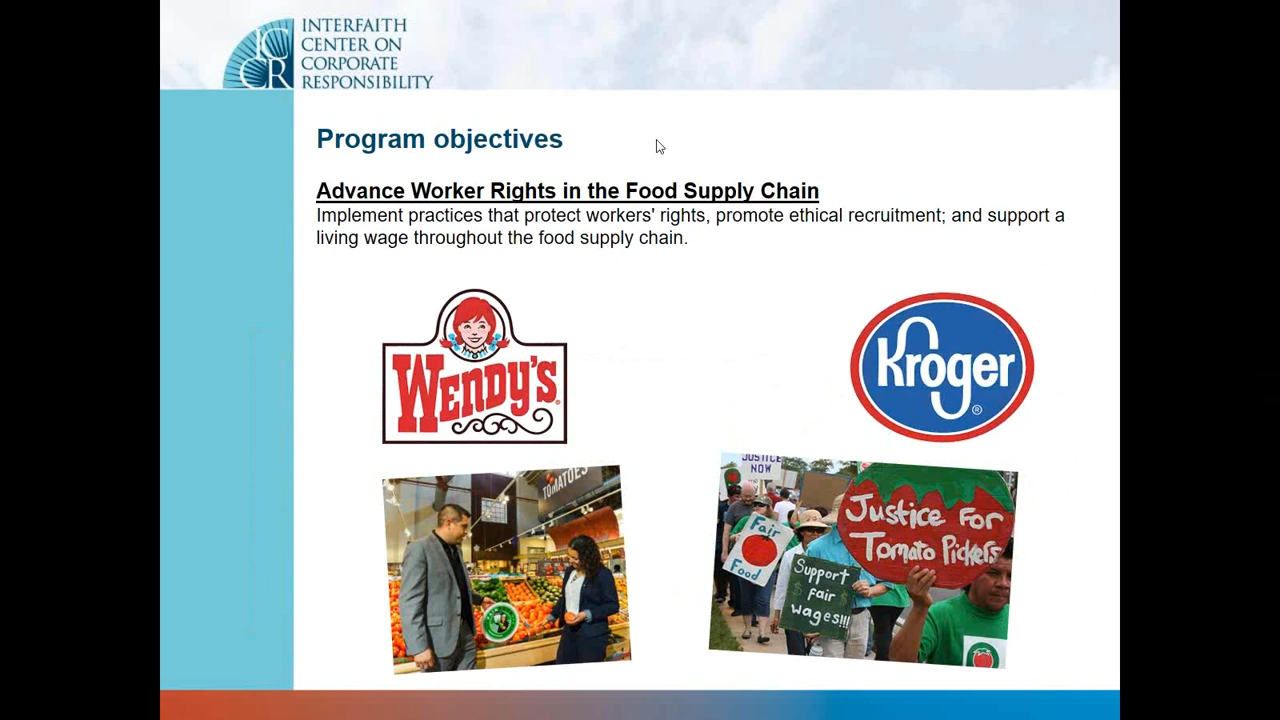 INTERFAITH
CENTER ON
CORPORATE
RESPONSIBILITY
ICCR
Program objectives
Advance Worker Rights in the Food Supply Chain
Implement practices that protect workers' rights, promote ethical recruitment; and support a
living wage throughout the food supply chain.
WENDY'S
Kroger
®
TOMATOES
JUSTICE
NOW
Justice For
Tomato Pickers
Fair
Food
Support
fair
wages!!!